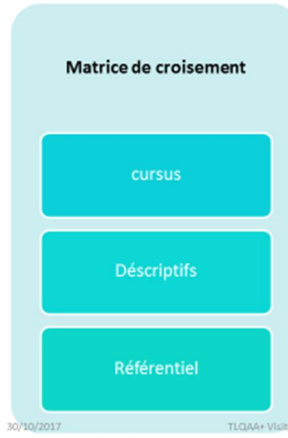 Matrice de croisement
cursus
Déscriptifs
Référentiel
30/10/2017
TLQAA+ Visit